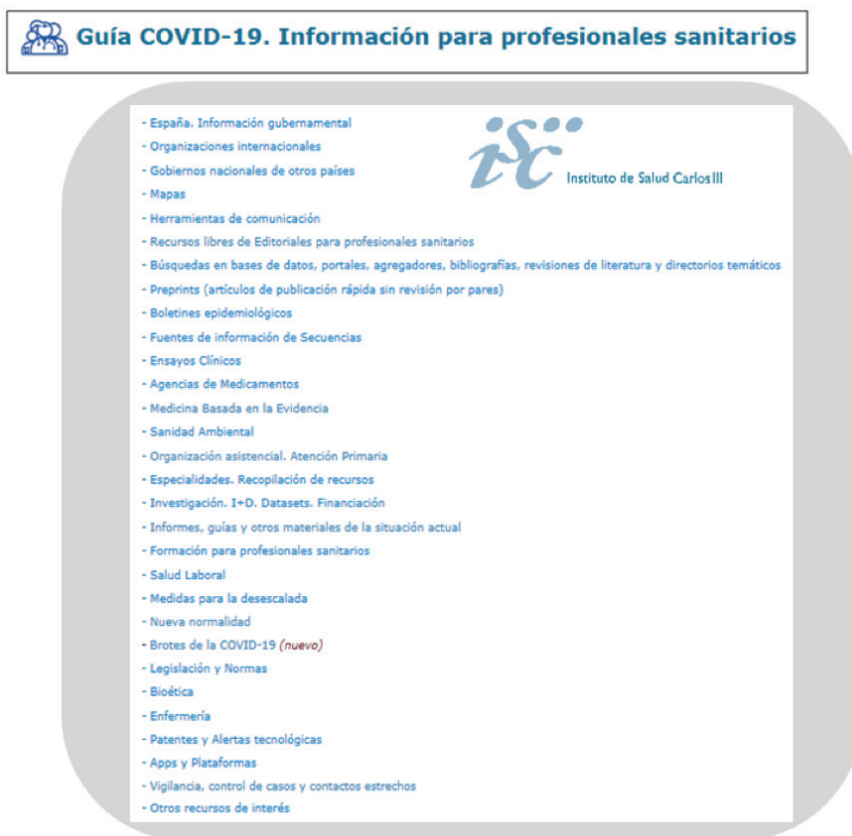 Guía COVID-19. Información para profesionales sanitarios
- España. Información gubernamental
- Organizaciones internacionales
- Gobiernos nacionales de otros países
- Mapas
- Herramientas de comunicación
- Recursos libres de Editoriales para profesionales sanitarios
- Búsquedas en bases de datos, portales, agregadores, bibliografías, revisiones de literatura y directorios temáticos
- Preprints (artículos de publicación rápida sin revisión por pares)
- Boletines epidemiológicos
- Fuentes de información de Secuencias
- Ensayos Clínicos
- Agencias de Medicamentos
- Medicina Basada en la Evidencia
- Sanidad Ambiental
- Organización asistencial. Atención Primaria
- Especialidades. Recopilación de recursos
- Investigación. I+D. Datasets. Financiación
- Informes, guías y otros materiales de la situación actual
- Formación para profesionales sanitarios
- Salud Laboral
- Medidas para la desescalada
- Nueva normalidad
- Brotes de la COVID-19 (nuevo)
- Legislación y Normas
- Bioética
- Enfermería
- Patentes y Alertas tecnológicas
- Apps y Plataformas
- Vigilancia, control de casos y contactos estrechos
- Otros recursos de interés
isciii
Instituto de Salud Carlos III